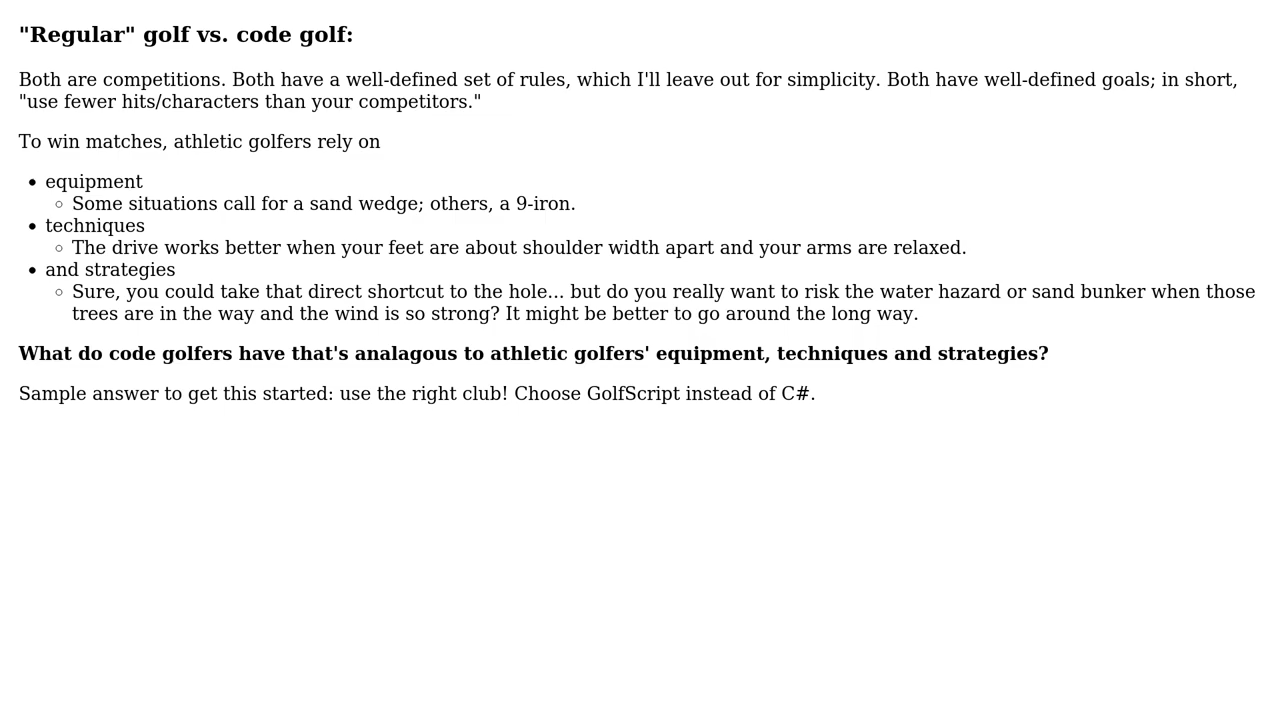 "Regular" golf vs. code golf:
Both are competitions. Both have a well-defined set of rules, which I'll leave out for simplicity. Both have well-defined goals; in short,
"use fewer hits/characters than your competitors."
To win matches, athletic golfers rely on
• equipment
◦ Some situations call for a sand wedge; others, a 9-iron.
• techniques
◦ The drive works better when your feet are about shoulder width apart and your arms are relaxed.
• and strategies
◦ Sure, you could take that direct shortcut to the hole... but do you really want to risk the water hazard or sand bunker when those
trees are in the way and the wind is so strong? It might be better to go around the long way.
What do code golfers have that's analagous to athletic golfers' equipment, techniques and strategies?
Sample answer to get this started: use the right club! Choose GolfScript instead of C#.